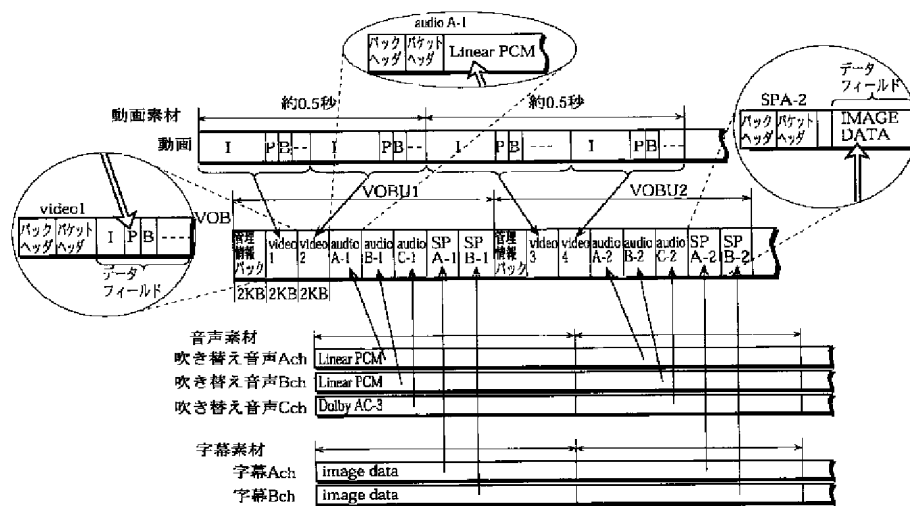 audio A-1
パック
ヘッダ
パケット
ヘッダ
Linear PCM
約0.5秒
約0.5秒
動画素材
動画
I
P
B
---
I
P
B
---
I
P
B
----
I
P
B
---
データ
フィールド
SPA-2
パック
ヘッダ
パケット
ヘッダ
IMAGE
DATA
video1
パック
ヘッダ
パケット
ヘッダ
I
P
B
----
データ
フィールド
VOB
VOBU1
VOBU2
管理
情報
パック
video
1
video
2
audio
A-1
audio
B-1
audio
C-1
SP
A-1
SP
B-1
管理
情報
パック
video
3
video
4
audio
A-2
audio
B-2
audio
C-2
SP
A-2
SP
B-2
2KB
2KB
2KB
音声素材
吹き替え音声Ach
Linear PCM
吹き替え音声Bch
Linear PCM
吹き替え音声Cch
Dolby AC-3
字幕素材
字幕Ach
image data
字幕Bch
image data